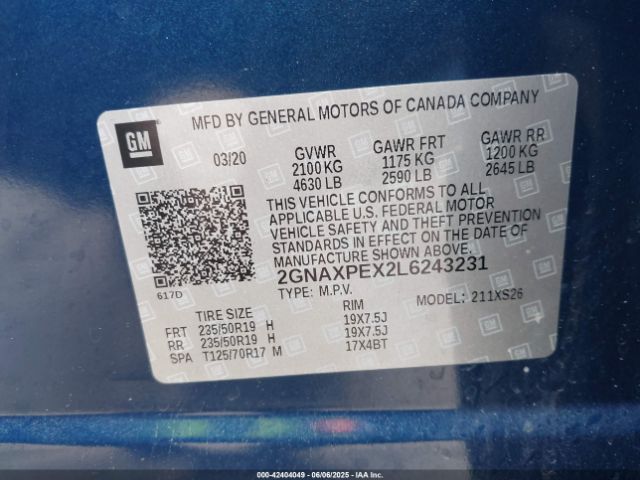 MFD BY GENERAL MOTORS OF CANADA COMPANY
GM
03/20
GVWR GAWR FRT GAWR RR
2100 KG 1175 KG 1200 KG
4630 LB 2590 LB 2645 LB
THIS VEHICLE CONFORMS TO ALL
APPLICABLE U.S. FEDERAL MOTOR
VEHICLE SAFETY AND THEFT PREVENTION
STANDARDS IN EFFECT ON THE DATE OF
MANUFACTURE SHOWN ABOVE.
2GNAXPEX2L6243231
617D
TYPE: M.P.V. MODEL: 211XS26
TIRE SIZE RIM
FRT 235/50R19 H 19X7.5J
RR 235/50R19 H 19X7.5J
SPA T125/70R17 M 17X4BT
000-42404049 | 06/06/2025 | IAAI.COM